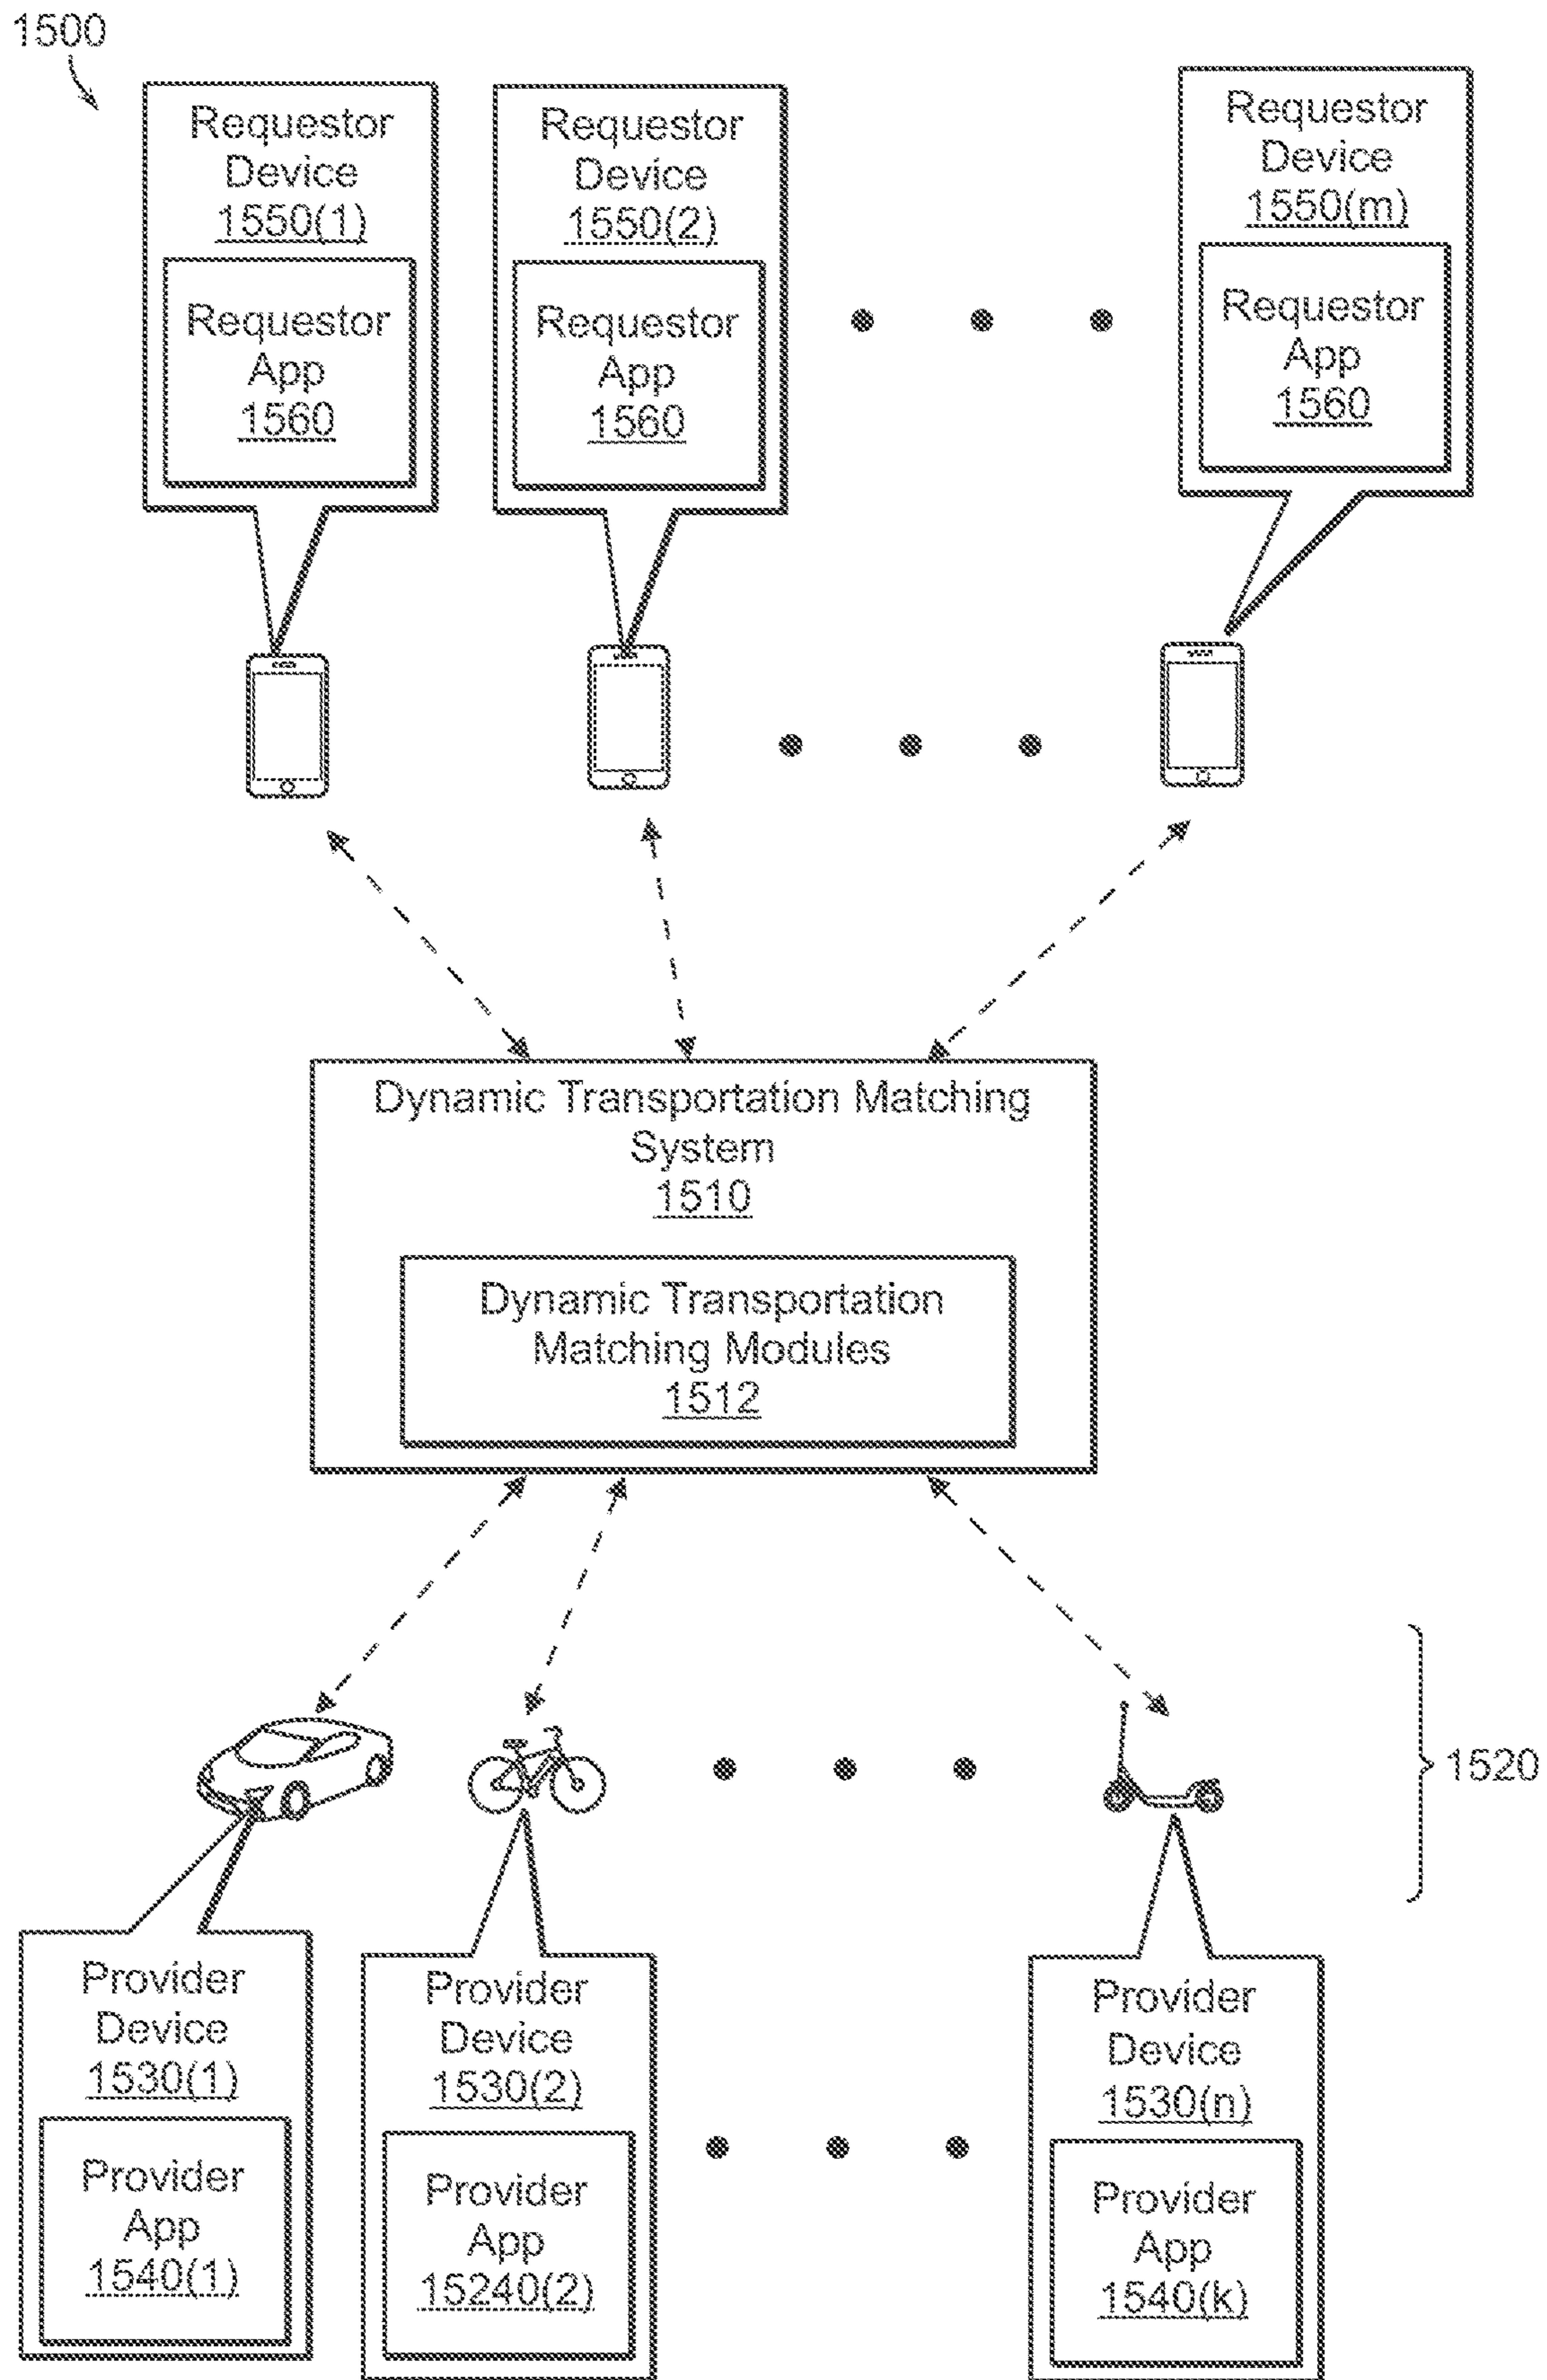 1500
Requestor
Device
1550(1)
Requestor
App
1560
Requestor
Device
1550(2)
Requestor
App
1560
Requestor
Device
1550(m)
Requestor
App
1560
Dynamic Transportation Matching
System
1510
Dynamic Transportation
Matching Modules
1512
1520
Provider
Device
1530(1)
Provider
App
1540(1)
Provider
Device
1530(2)
Provider
App
15240(2)
Provider
Device
1530(n)
Provider
App
1540(k)